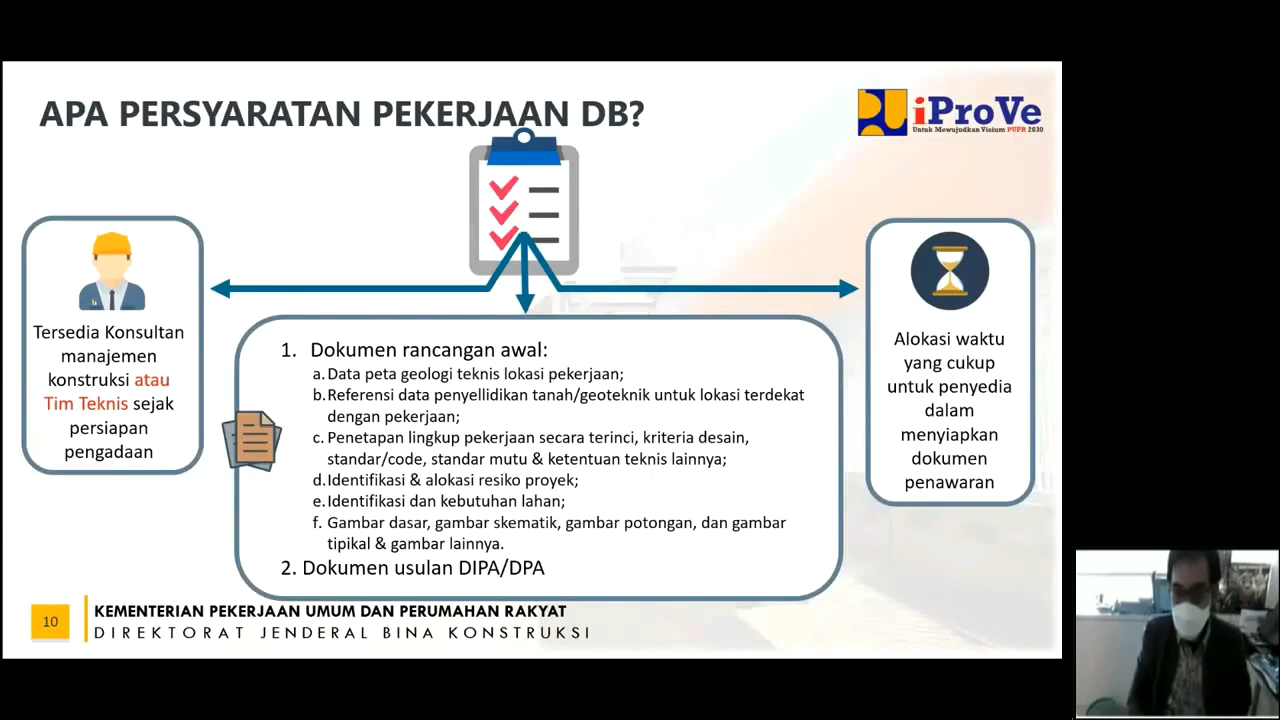 APA PERSYARATAN PEKERJAAN DB?
iProVe
Untuk Mewujudkan Visium PUPR 2030
Tersedia Konsultan
manajemen
konstruksi atau
Tim Teknis sejak
persiapan
pengadaan
1. Dokumen rancangan awal:
a. Data peta geologi teknis lokasi pekerjaan;
b. Referensi data penyellidikan tanah/geoteknik untuk lokasi terdekat
dengan pekerjaan;
c. Penetapan lingkup pekerjaan secara terinci, kriteria desain,
standar/code, standar mutu & ketentuan teknis lainnya;
d. Identifikasi & alokasi resiko proyek;
e. Identifikasi dan kebutuhan lahan;
f. Gambar dasar, gambar skematik, gambar potongan, dan gambar
tipikal & gambar lainnya.
2. Dokumen usulan DIPA/DPA
Alokasi waktu
yang cukup
untuk penyedia
dalam
menyiapkan
dokumen
penawaran
10
KEMENTERIAN PEKERJAAN UMUM DAN PERUMAHAN RAKYAT
DIREKTORAT JENDERAL BINA KONSTRUKSI